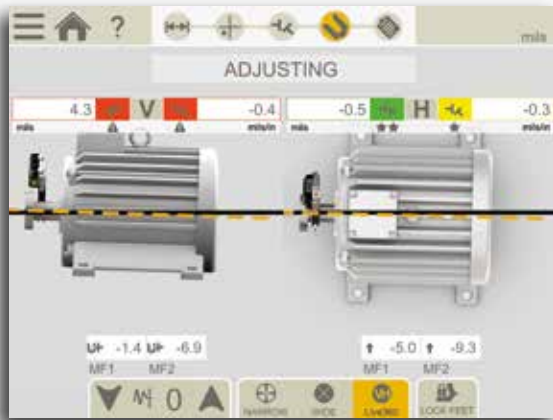 ?
mils
ADJUSTING
4.3 V -0.4 -0.5 H -0.3
mils mils/in mils mils/in
-1.4 -6.9 -5.0 -9.3
MF1 MF2 MF1 MF2
0 NARROW WIDE LOCK FEET